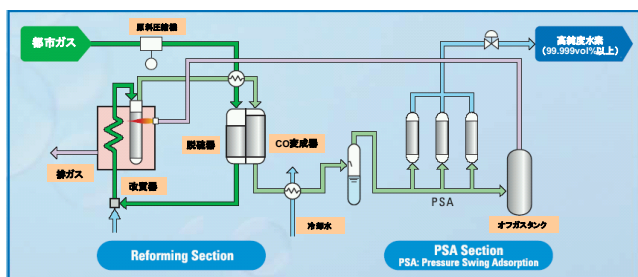 原料圧縮機
都市ガス
高純度水素
(99.999vol%以上)
脱硫器
CO変成器
排ガス
改質器
冷却水
PSA
オフガスタンク
Reforming Section
PSA Section
PSA: Pressure Swing Adsorption